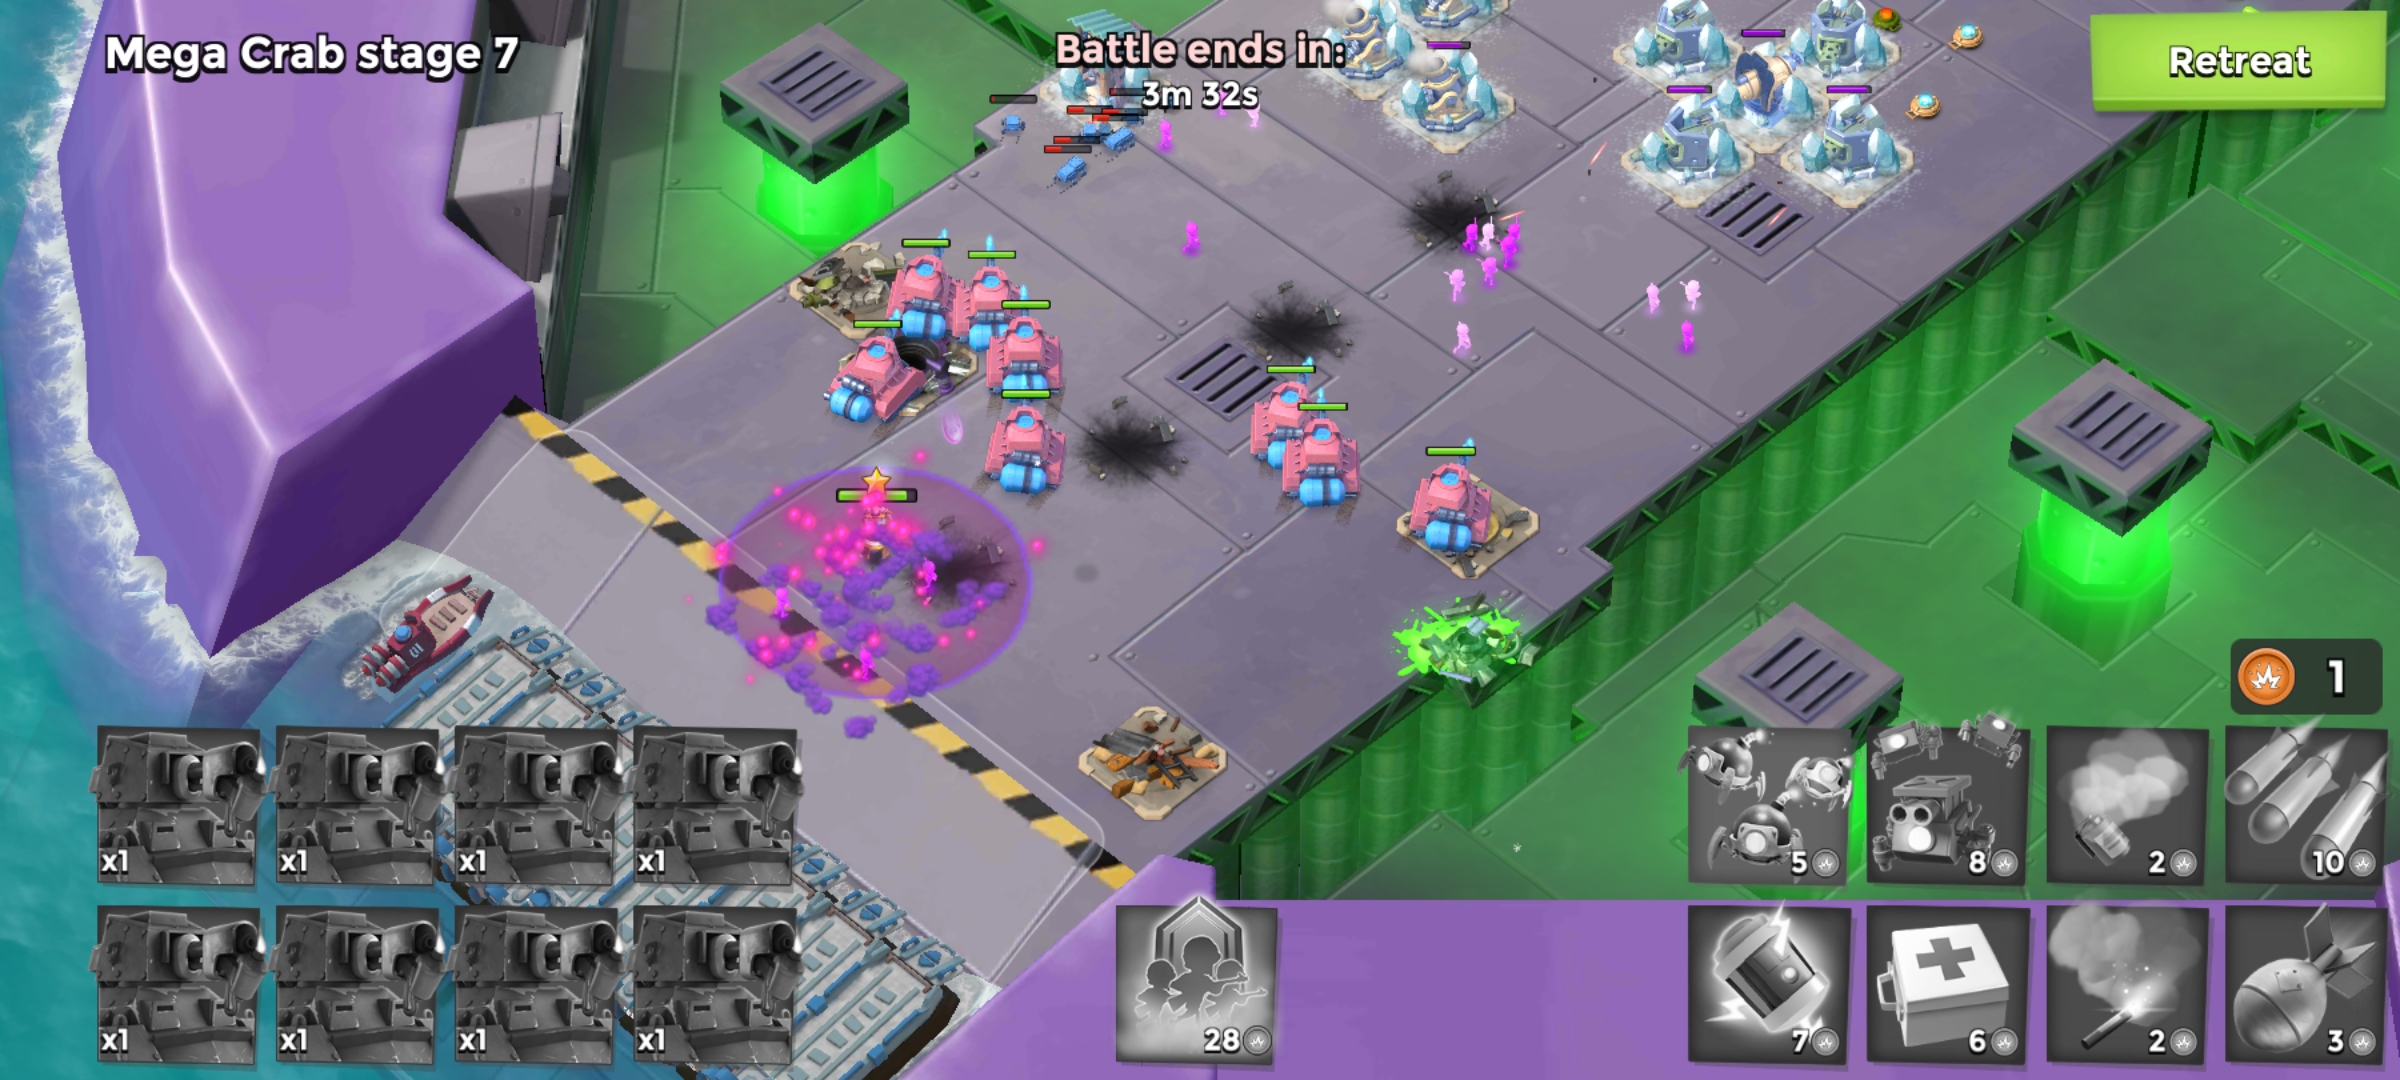 Mega Crab stage 7
Battle ends in:
3m 32s
Retreat
1
x1
x1
x1
x1
5
8
2
10
x1
x1
x1
x1
28
7
6
2
3